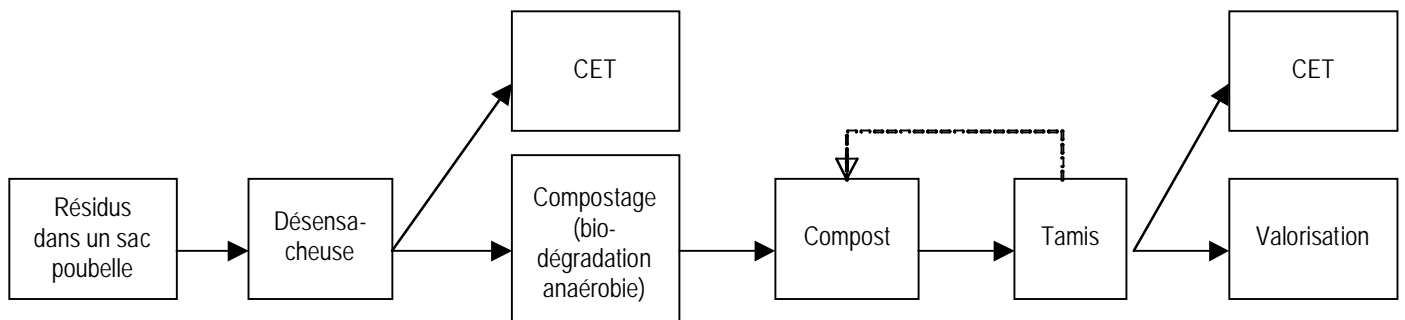 CET
CET
Résidus
dans un sac
poubelle
Désensa-
cheuse
Compostage
(bio-
dégradation
anaérobie)
Compost
Tamis
Valorisation